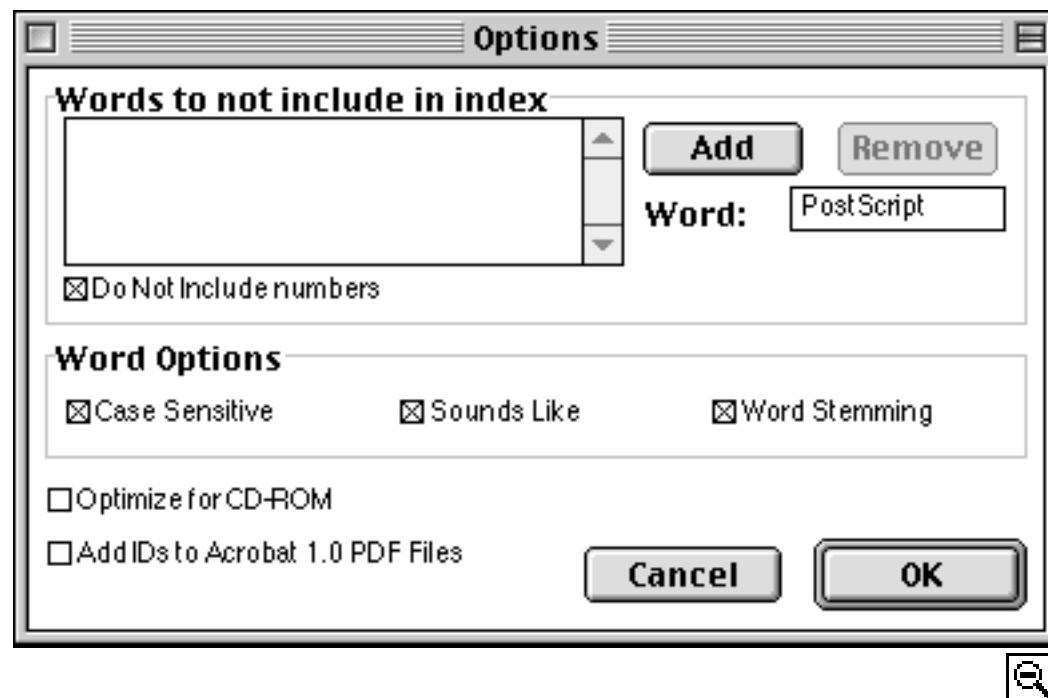 Options
Words to not include in index
Add Remove
Word: PostScript
Do Not Include numbers
Word Options
Case Sensitive Sounds Like Word Stemming
Optimize for CD-ROM
Add IDs to Acrobat 1.0 PDF Files
Cancel OK